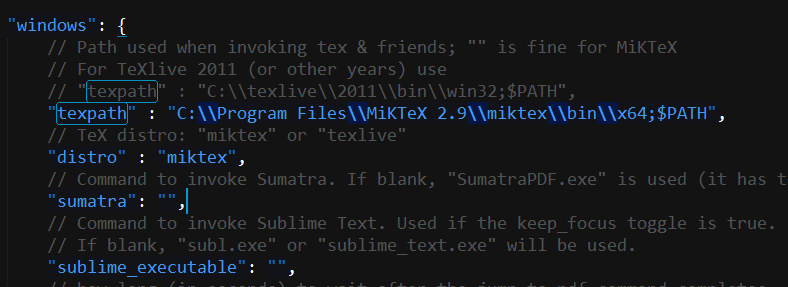 "windows": {
// Path used when invoking tex & friends; "" is fine for MiKTeX
// For TeXlive 2011 (or other years) use
// "texpath" : "C:\\texlive\\2011\\bin\\win32;$PATH",
"texpath" : "C:\\Program Files\\MiKTeX 2.9\\miktex\\bin\\x64;$PATH",
// TeX distro: "miktex" or "texlive"
"distro" : "miktex",
// Command to invoke Sumatra. If blank, "SumatraPDF.exe" is used (it has t
"sumatra": "",
// Command to invoke Sublime Text. Used if the keep_focus toggle is true.
// If blank, "subl.exe" or "sublime_text.exe" will be used.
"sublime_executable": "",